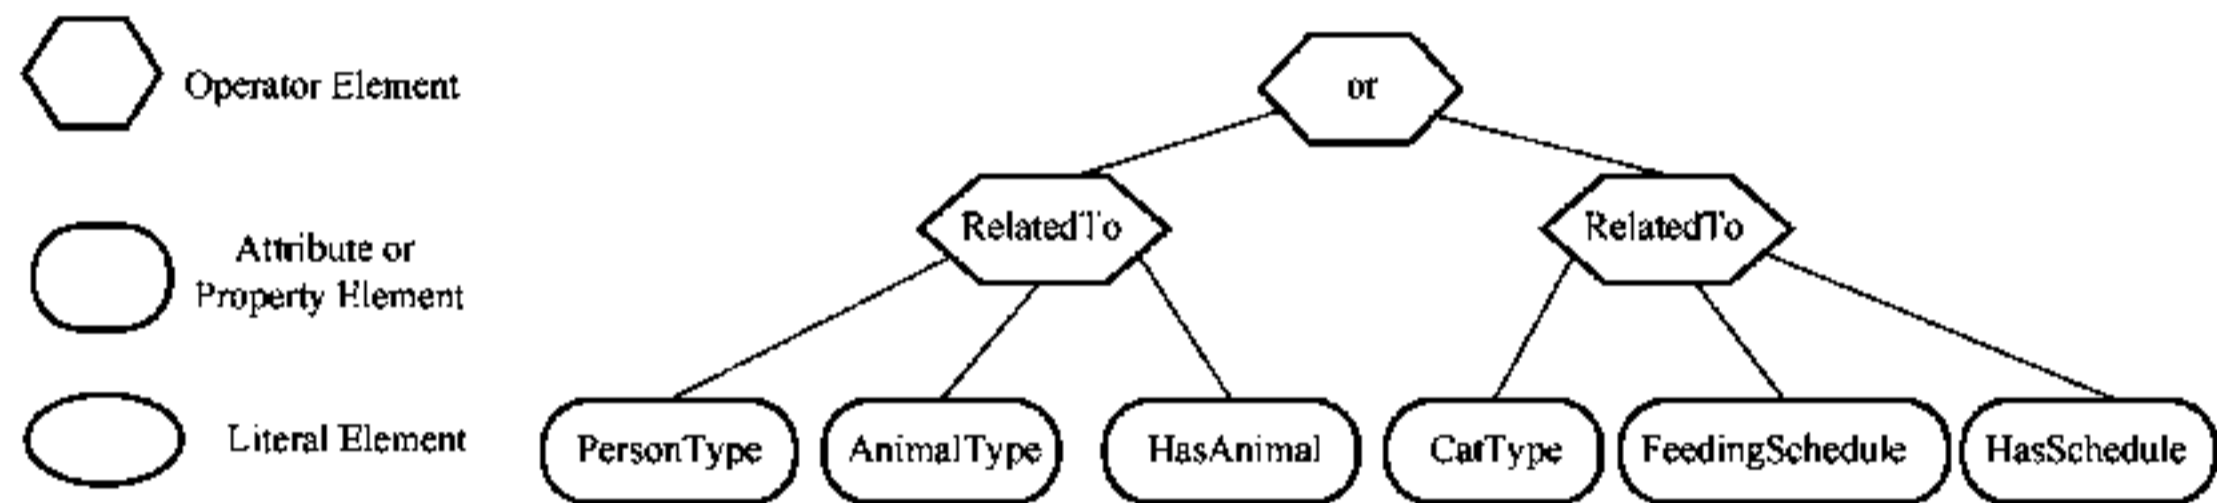 Operator Element
Attribute or
Property Element
Literal Element
or
RelatedTo
RelatedTo
PersonType
AnimalType
HasAnimal
CatType
FeedingSchedule
HasSchedule